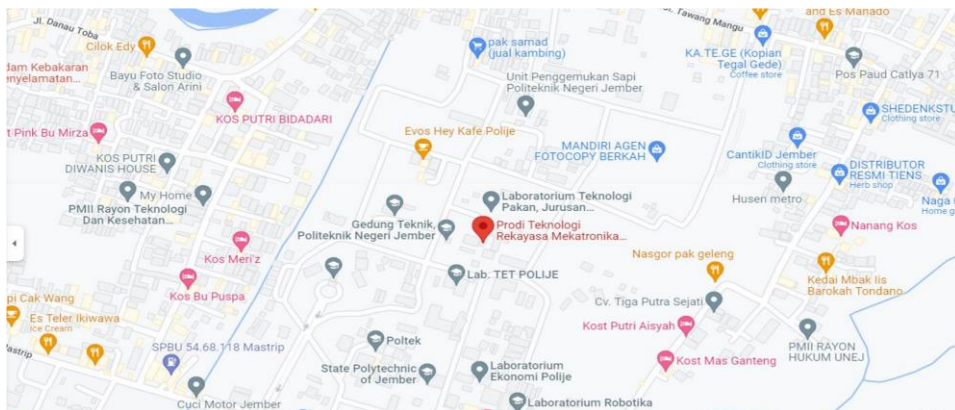 Jl. Danau Toba
Cilok Edy
dam Kebakaran
enyelamatan...
Bayu Foto Studio
& Salon Arini
KOS PUTRI BIDADARI
t Pink Bu Mirza
KOS PUTRI
DIWANIS HOUSE
My Home
PMII Rayon Teknologi
Dan Kesehatan...
Kos Meri'z
Kos Bu Puspa
pi Cak Wang
Es Teler Ikiwawa
Ice Cream
Mastrip
SPBU 54.68.118 Mastrip
Cuci Motor Jember
pak samad
(jual kambing)
Unit Penggemukan Sapi
Politeknik Negeri Jember
Evos Hey Kafe Polije
MANDIRI AGEN
FOTOCOPY BERKAH
Laboratorium Teknologi
Pakan, Jurusan...
Gedung Teknik,
Politeknik Negeri Jember
Prodi Teknologi
Rekayasa Mekatronika...
Lab. TET POLIJE
Poltek
State Polytechnic
of Jember
Laboratorium
Ekonomi Polije
Laboratorium Robotika
Jl. Tawang Mangu
and Es Manado
KA.TE.GE (Kopian
Tegal Gede)
Coffee store
Pos Paud Catlya 71
SHEDENKSTU
Clothing store
CantikID Jember
Clothing store
DISTRIBUTOR
RESMI TIENS
Herb shop
Husen metro
Naga
Home g
Nanang Kos
Nasgor pak geleng
Kedai Mbak Iis
Barokah Tondano
Cv. Tiga Putra Sejati
Kost Putri Aisyah
PMII RAYON
HUKUM UNEJ
Kost Mas Ganteng